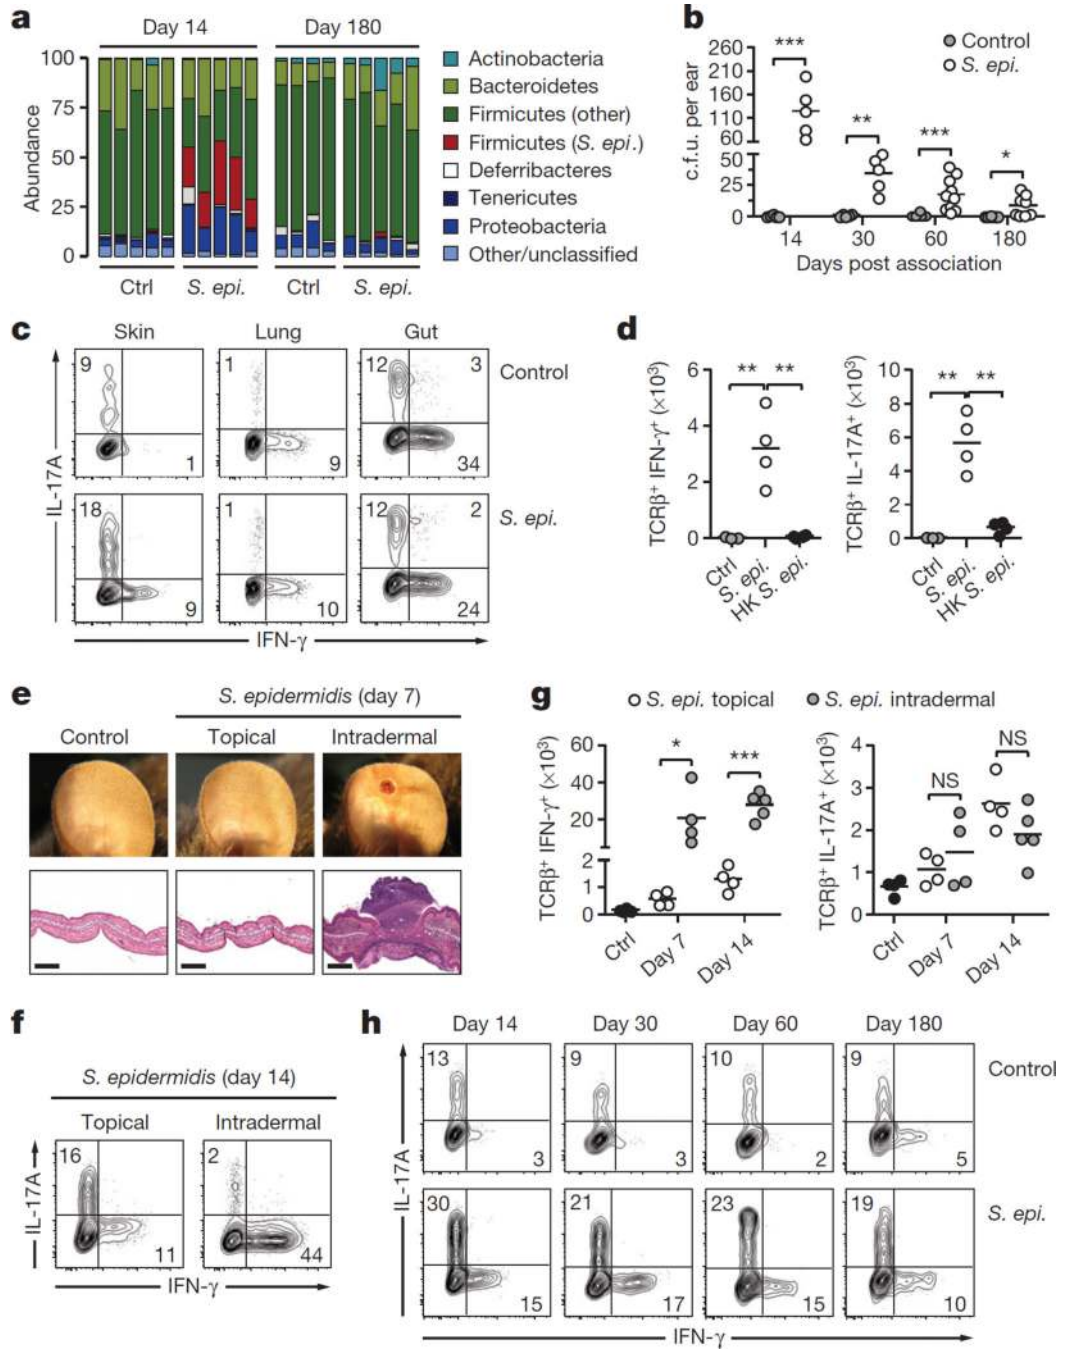 a
Day 14
Day 180
Abundance
100
75
50
25
0
Ctrl
S. epi.
Ctrl
S. epi.
Actinobacteria
Bacteroidetes
Firmicutes (other)
Firmicutes (S. epi.)
Deferribacteres
Tenericutes
Proteobacteria
Other/unclassified
b
Control
S. epi.
c.f.u. per ear
260
210
160
110
60
50
25
0
***
**
***
*
14
30
60
180
Days post association
c
Skin
Lung
Gut
9
1
1
9
12
3
34
Control
18
9
1
10
12
2
24
S. epi.
IL-17A
IFN-γ
d
TCRβ⁺ IFN-γ⁺ (×10³)
6
4
2
0
**
**
Ctrl
S. epi.
HK S. epi.
TCRβ⁺ IL-17A⁺ (×10³)
10
8
6
4
2
0
**
**
Ctrl
S. epi.
HK S. epi.
e
S. epidermidis (day 7)
Control
Topical
Intradermal
g
S. epi. topical
S. epi. intradermal
TCRβ⁺ IFN-γ⁺ (×10³)
60
40
20
2
1
0
*
***
Ctrl
Day 7
Day 14
TCRβ⁺ IL-17A⁺ (×10³)
4
3
2
1
0
NS
NS
Ctrl
Day 7
Day 14
f
S. epidermidis (day 14)
Topical
Intradermal
16
11
2
44
IL-17A
IFN-γ
h
Day 14
Day 30
Day 60
Day 180
13
3
9
3
10
2
9
5
Control
30
15
21
17
23
15
19
10
S. epi.
IL-17A
IFN-γ